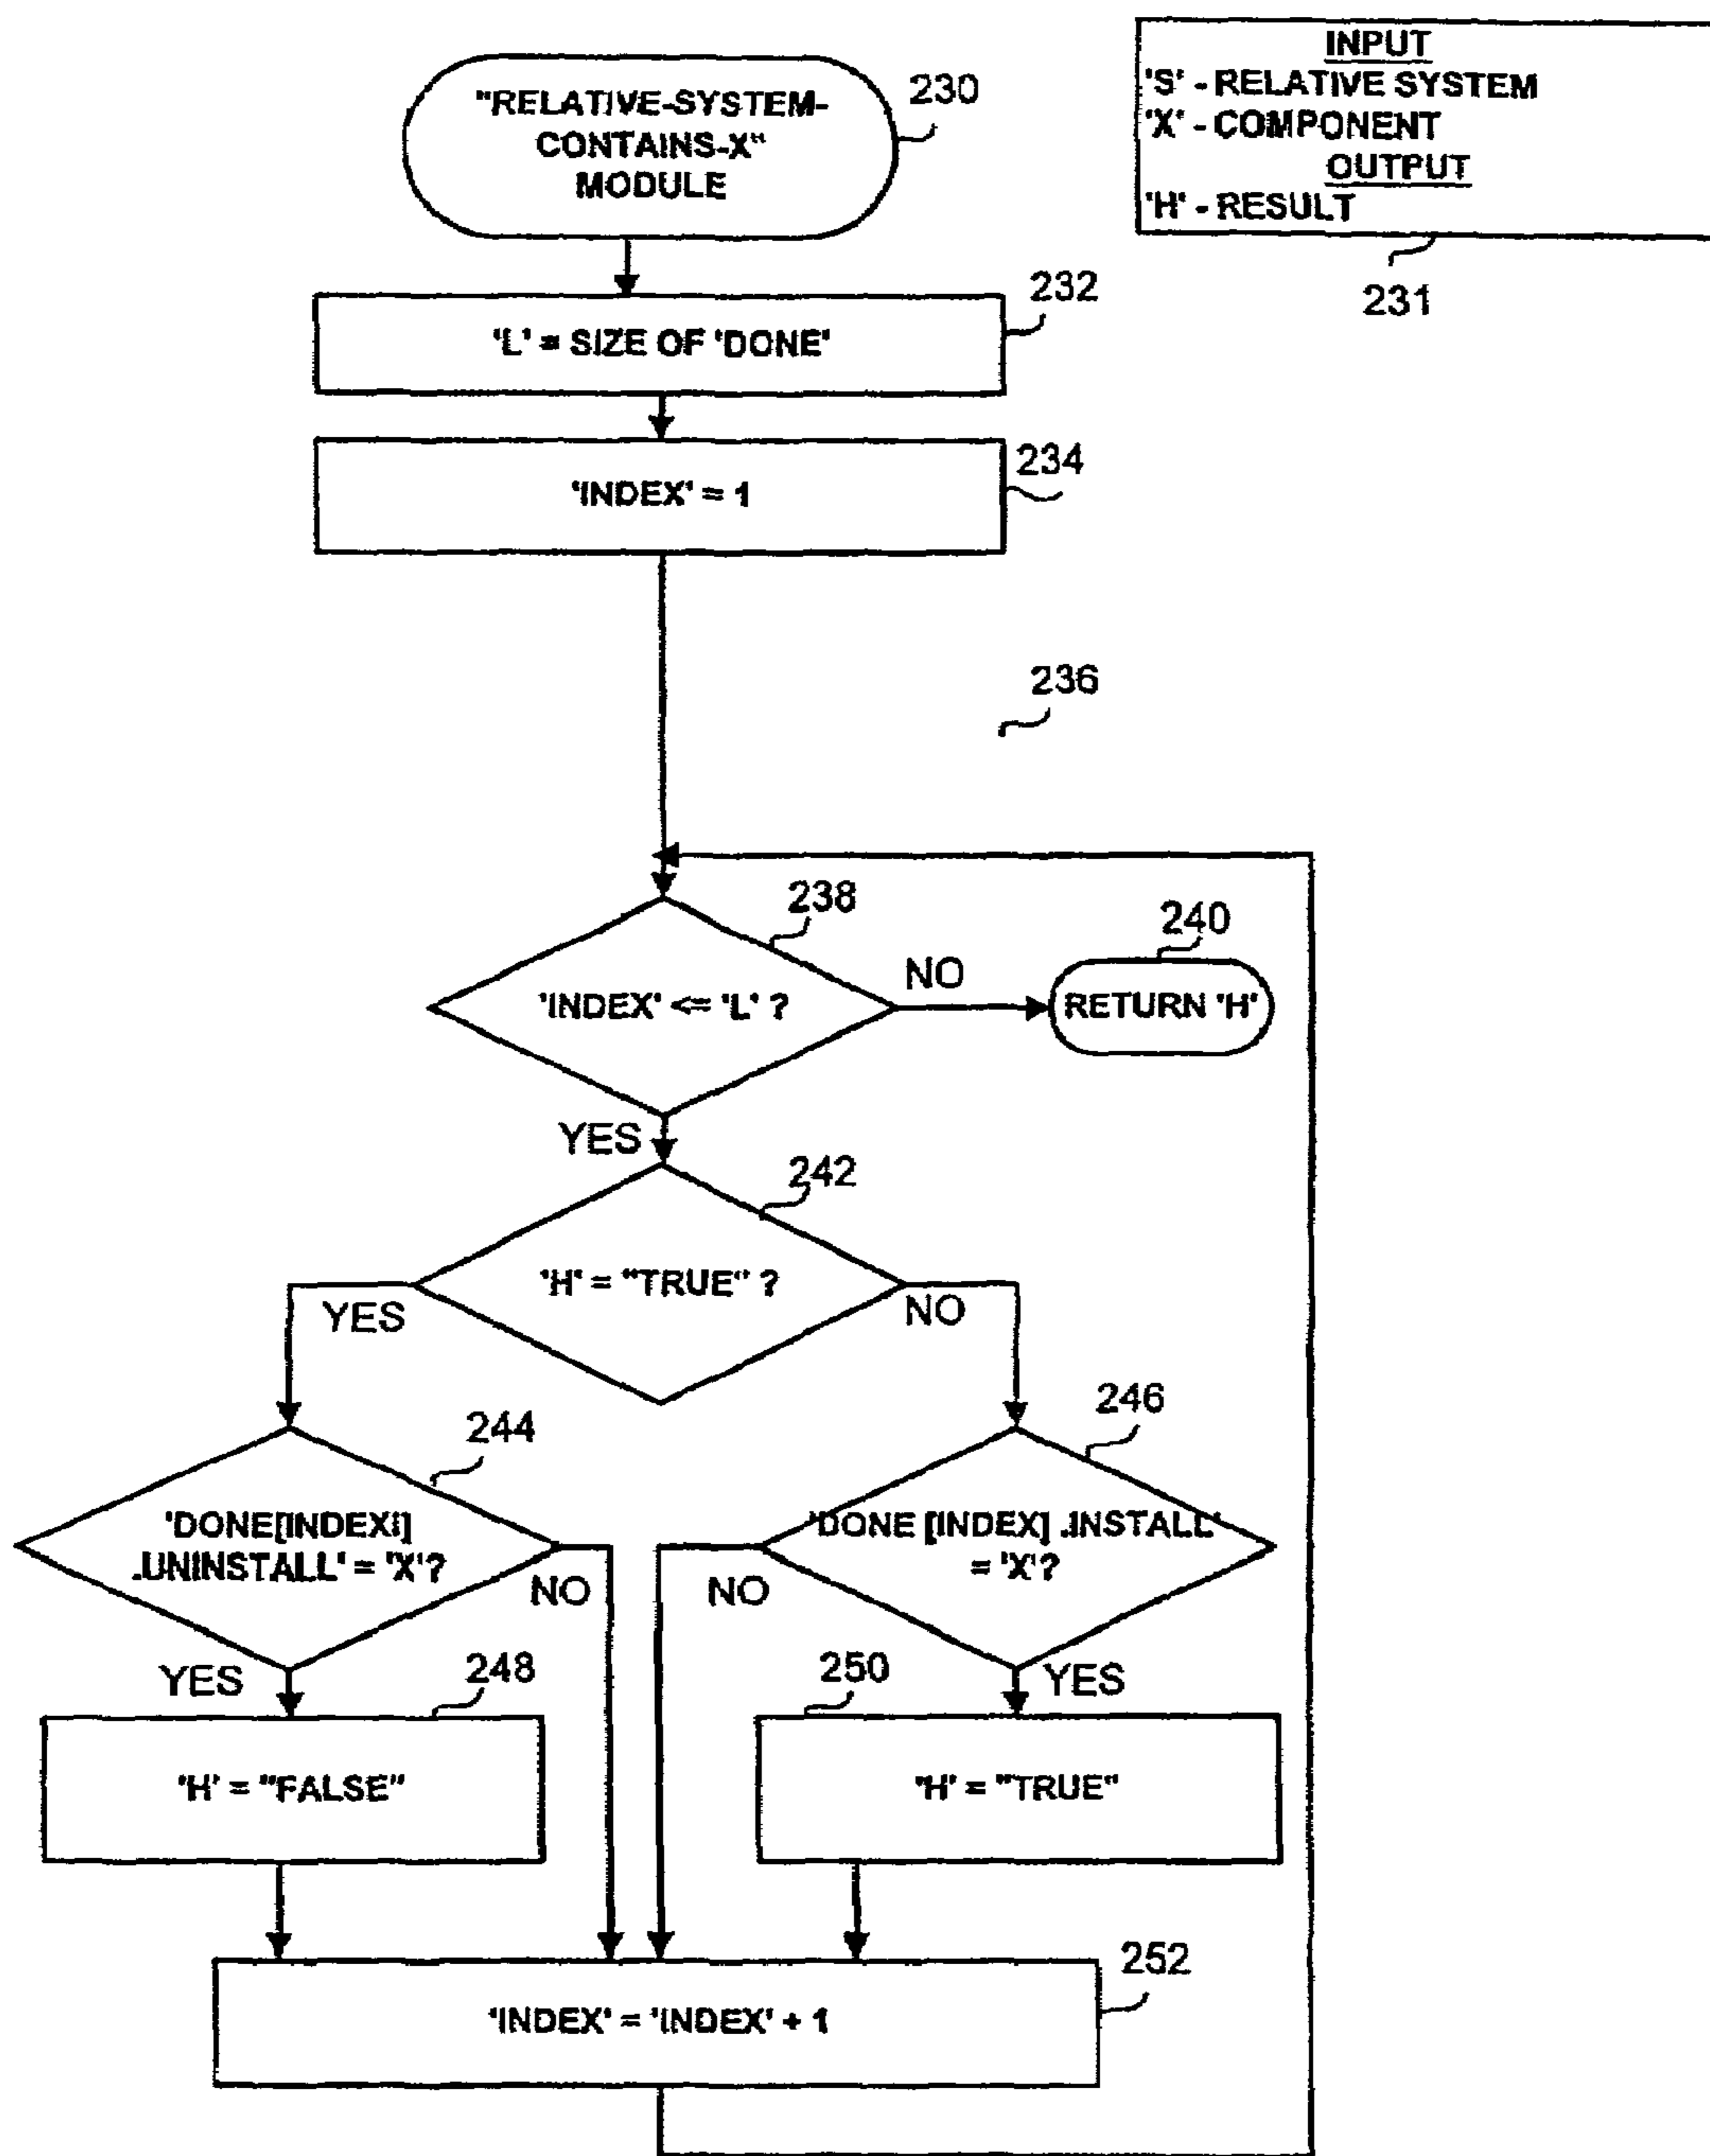 "RELATIVE-SYSTEM-
CONTAINS-X"
MODULE
230
INPUT
'S' - RELATIVE SYSTEM
'X' - COMPONENT
OUTPUT
'H' - RESULT
231
232
'L' = SIZE OF 'DONE'
234
'INDEX' = 1
236
238
'INDEX' <= 'L' ?
NO
240
RETURN 'H'
YES
242
'H' = "TRUE" ?
YES
NO
244
'DONE[INDEX!]
.UNINSTALL' = 'X'?
NO
YES
246
'DONE [INDEX] .INSTALL'
= 'X'?
NO
YES
248
'H' = "FALSE"
250
'H' = "TRUE"
252
'INDEX' = 'INDEX' + 1